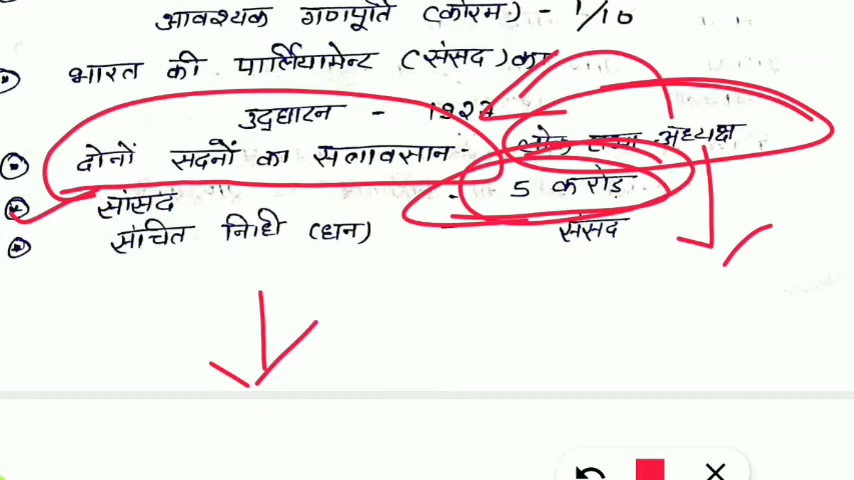 आवश्यक गणपूर्ति (कोरम) - 1/10
भारत की पार्लियामेन्ट (संसद) का
उद्घाटन - 1927
दोनों सदनों का सत्रावसान - लोक सभा अध्यक्ष
सांसद - 5 करोड़
संचित निधी (धन) - संसद